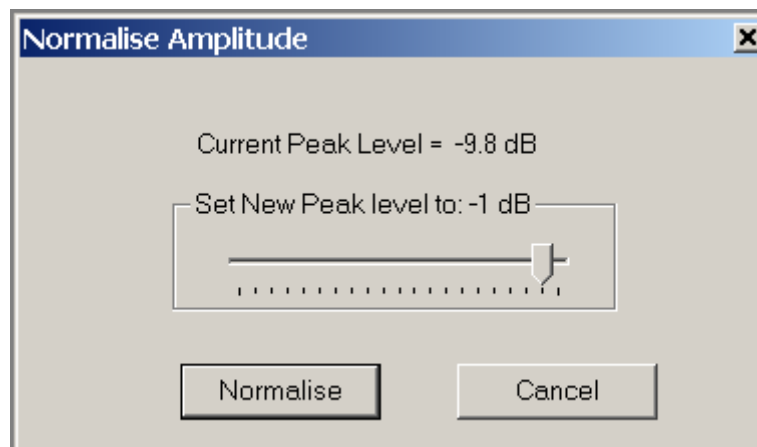 Normalise Amplitude
Current Peak Level = -9.8 dB
Set New Peak level to: -1 dB
Normalise
Cancel